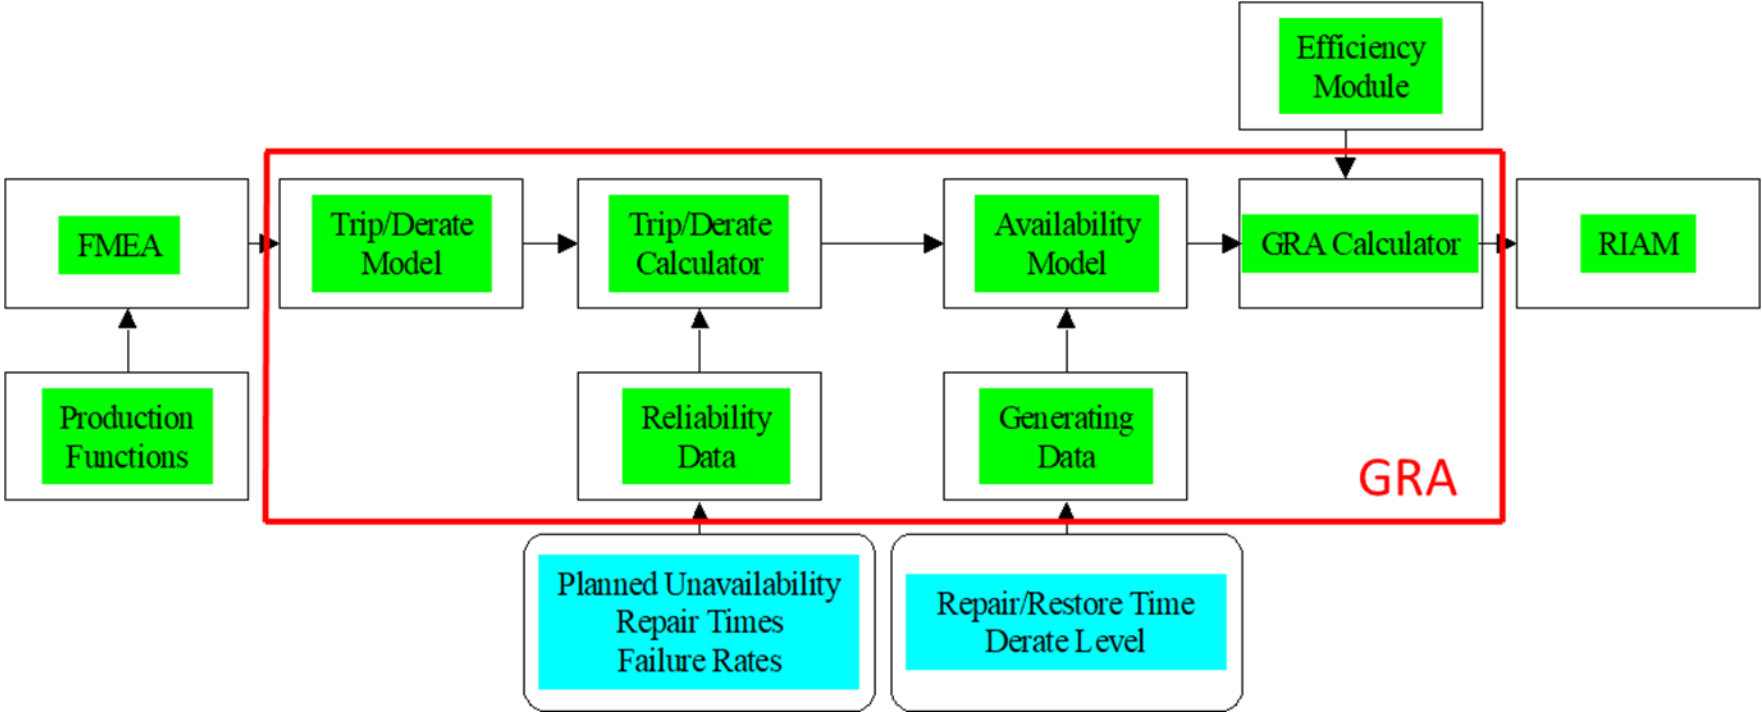 Efficiency
Module
FMEA
Trip/Derate
Model
Trip/Derate
Calculator
Availability
Model
GRA Calculator
RIAM
Production
Functions
Reliability
Data
Generating
Data
GRA
Planned Unavailability
Repair Times
Failure Rates
Repair/Restore Time
Derate Level